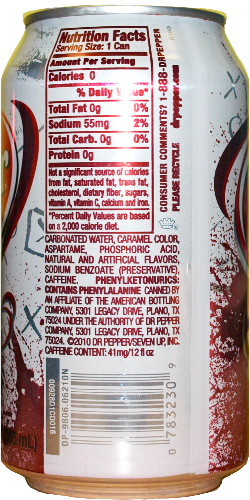 Nutrition Facts
Serving Size: 1 Can
Amount Per Serving
Calories 0
% Daily Value*
Total Fat 0g 0%
Sodium 55mg 2%
Total Carb. 0g 0%
Protein 0g
Not a significant source of calories
from fat, saturated fat, trans fat,
cholesterol, dietary fiber, sugars,
vitamin A, vitamin C, calcium and iron.
*Percent Daily Values are based
on a 2,000 calorie diet.
CARBONATED WATER, CARAMEL COLOR,
ASPARTAME, PHOSPHORIC ACID,
NATURAL AND ARTIFICIAL FLAVORS,
SODIUM BENZOATE (PRESERVATIVE),
CAFFEINE. PHENYLKETONURICS:
CONTAINS PHENYLALANINE CANNED BY
AN AFFILIATE OF THE AMERICAN BOTTLING
COMPANY, 5301 LEGACY DRIVE, PLANO, TX
75024 UNDER THE AUTHORITY OF DR PEPPER
COMPANY, 5301 LEGACY DRIVE, PLANO, TX
75024. ©2010 DR PEPPER/SEVEN UP, INC.
CAFFEINE CONTENT: 41mg/12 fl oz
CONSUMER COMMENTS? 1-888-DRPEPPER
PLEASE RECYCLE drpepper.com
DP-9806.06210N
0092801C0016
0 783230 9
mL)